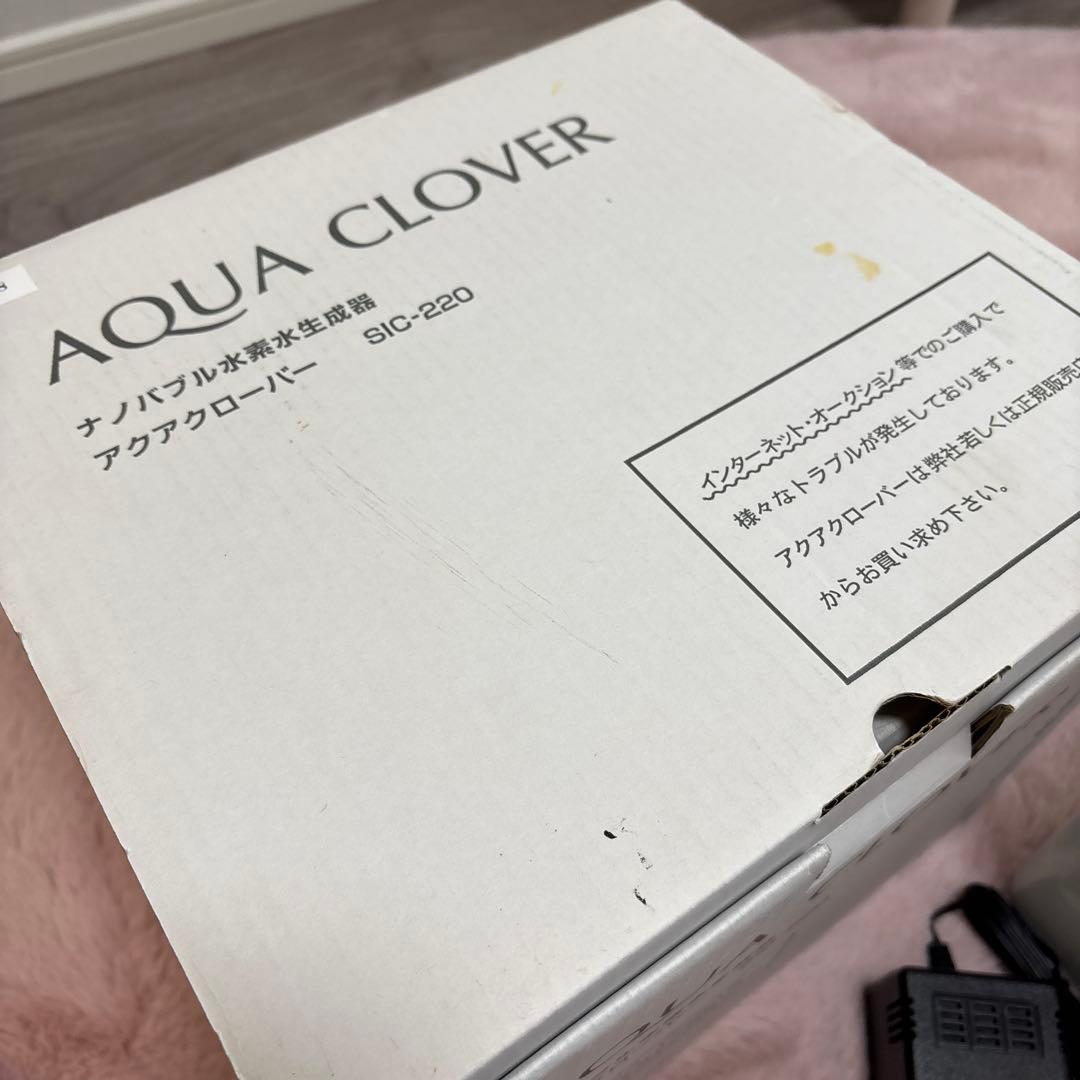 AQUA CLOVER
ナノバブル水素水生成器
アクアクローバー SIC-220
インターネット・オークション等でのご購入で
様々なトラブルが発生しております。
アクアクローバーは弊社若しくは正規販売店
からお買い求め下さい。
8